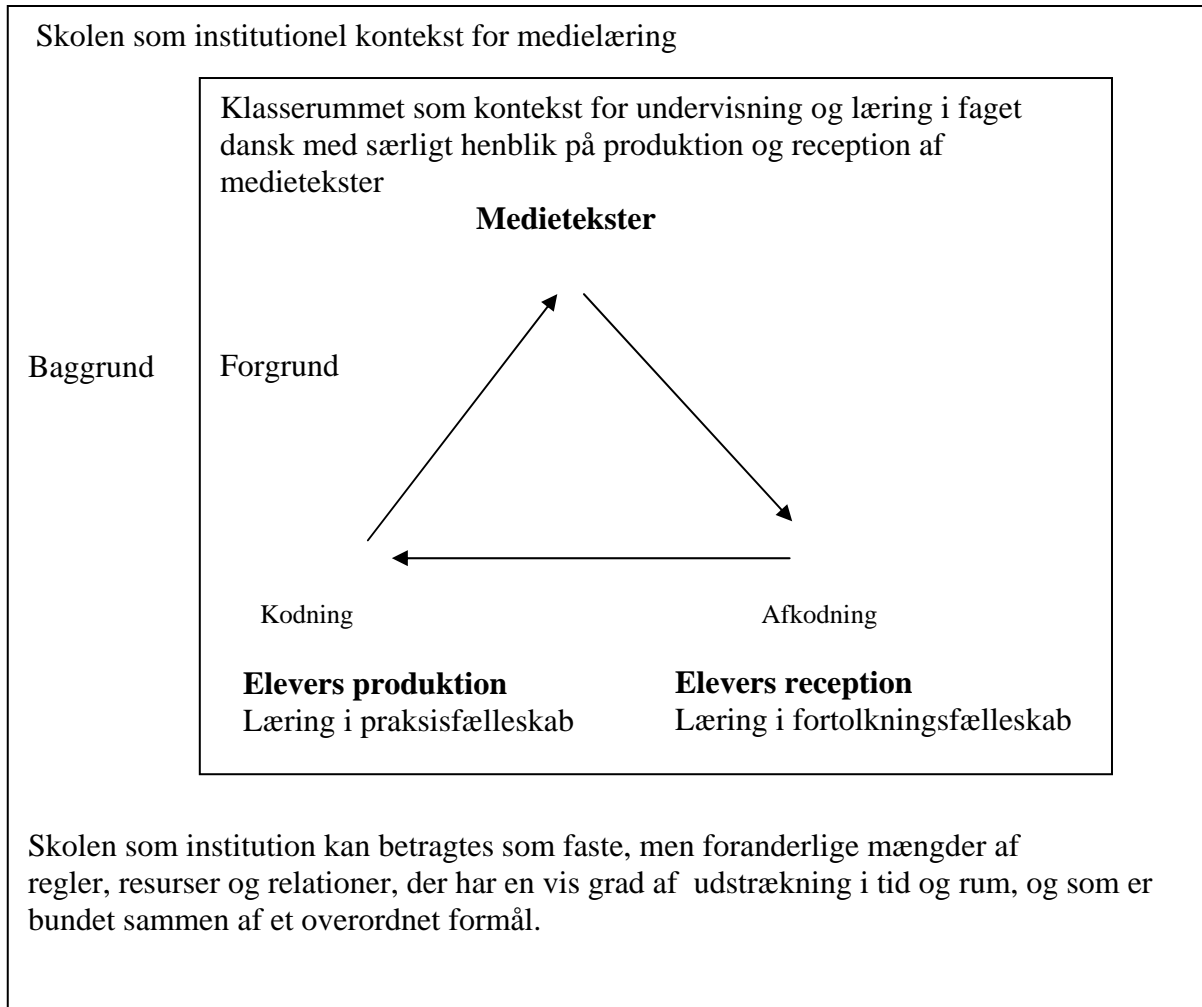 Skolen som institutionel kontekst for medielæring
Klasserummet som kontekst for undervisning og læring i faget
dansk med særligt henblik på produktion og reception af
medietekster
Medietekster
Baggrund
Forgrund
Kodning
Afkodning
Elevers produktion
Læring i praksisfælleskab
Elevers reception
Læring i fortolkningsfælleskab
Skolen som institution kan betragtes som faste, men foranderlige mængder af
regler, resurser og relationer, der har en vis grad af udstrækning i tid og rum, og som er
bundet sammen af et overordnet formål.